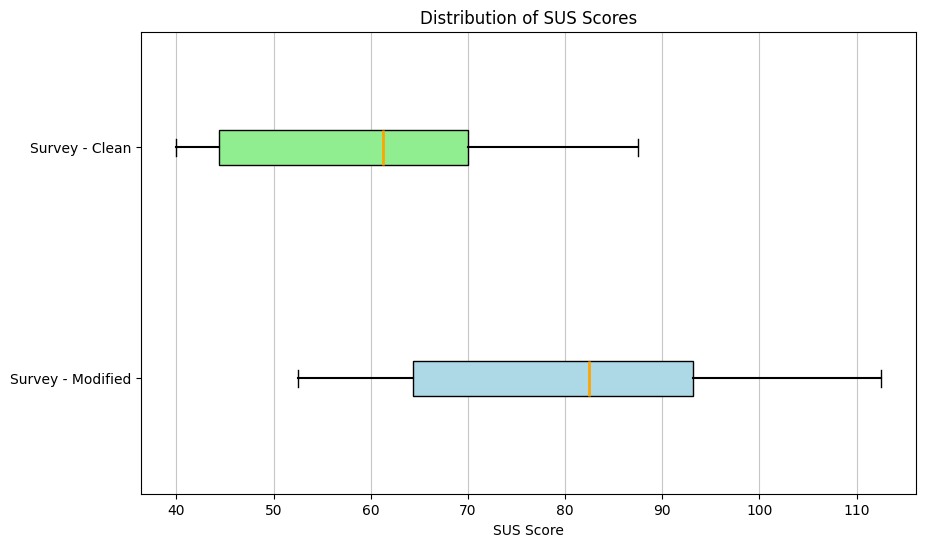 Distribution of SUS Scores
Survey - Clean
Survey - Modified
40 50 60 70 80 90 100 110
SUS Score